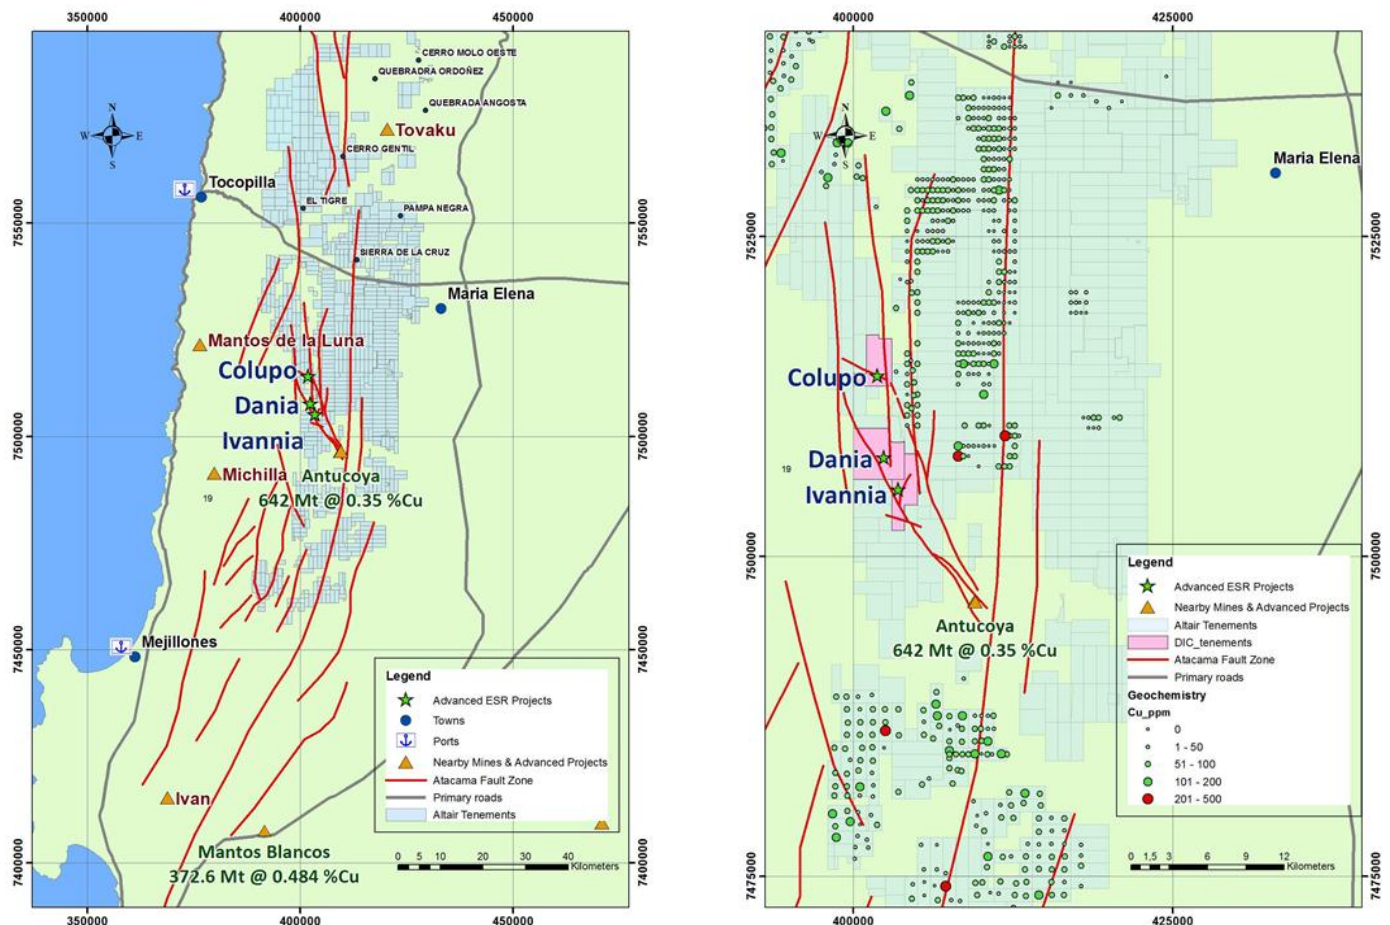 350000
400000
450000
CERRO MOLO OESTE
QUEBRADRA ORDOÑEZ
QUEBRADA ANGOSTA
N
W
E
S
Tovaku
CERRO GENTIL
Tocopilla
EL TIGRE
PAMPA NEGRA
7550000
7550000
SIERRA DE LA CRUZ
Maria Elena
Mantos de la Luna
Colupo
Dania
Ivannia
7500000
7500000
Michilla
Antucoya
19
642 Mt @ 0.35 %Cu
Mejillones
7450000
7450000
Legend
Advanced ESR Projects
Towns
Ports
Nearby Mines & Advanced Projects
Atacama Fault Zone
Primary roads
Altair Tenements
Ivan
Mantos Blancos
372.6 Mt @ 0.484 %Cu
0 5 10 20 30 40
Kilometers
7400000
7400000
350000
400000
450000
400000
425000
N
W
E
S
Maria Elena
7525000
7525000
Colupo
Dania
19
Ivannia
7500000
7500000
Antucoya
642 Mt @ 0.35 %Cu
Legend
Advanced ESR Projects
Nearby Mines & Advanced Projects
Altair Tenements
DIC_tenements
Atacama Fault Zone
Primary roads
Geochemistry
Cu_ppm
0
1 - 50
51 - 100
101 - 200
201 - 500
0 1,5 3 6 9 12
Kilometers
7475000
7475000
400000
425000